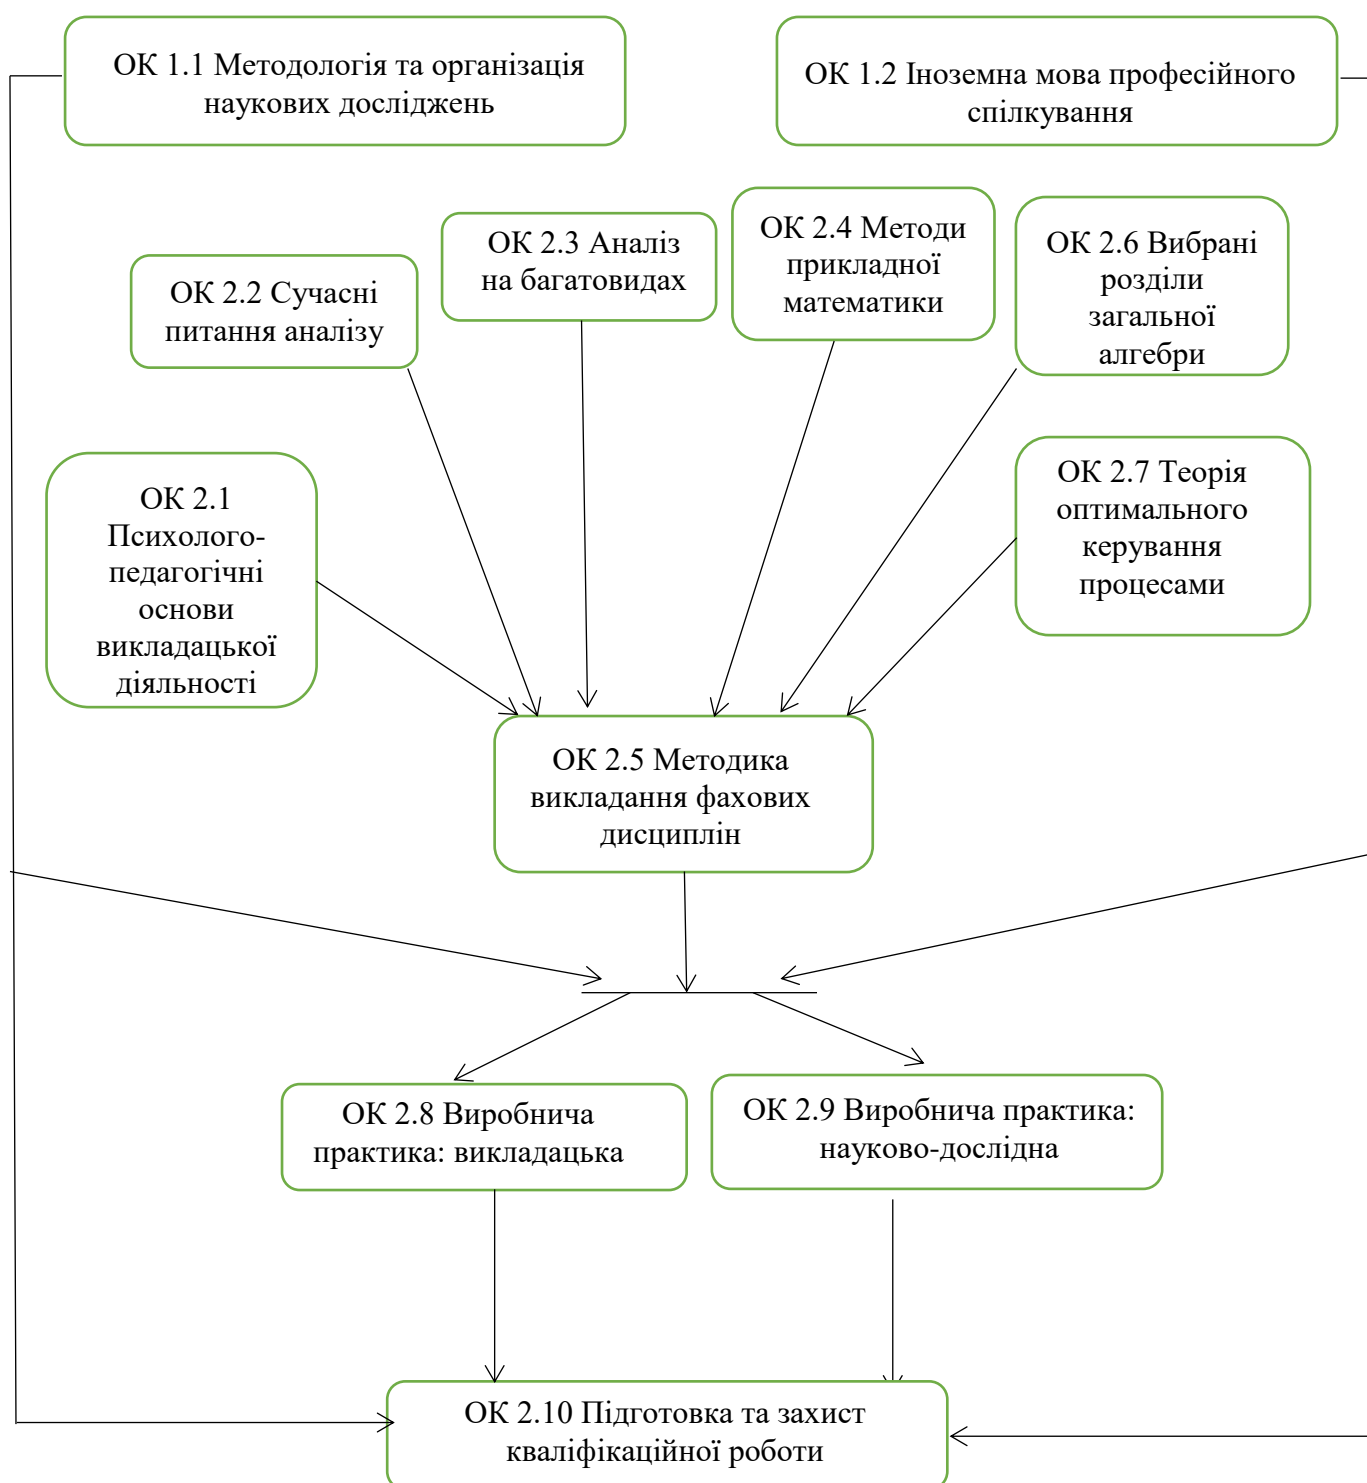 ОК 1.1 Методологія та організація
наукових досліджень
ОК 1.2 Іноземна мова професійного
спілкування
ОК 2.2 Сучасні
питання аналізу
ОК 2.3 Аналіз
на багатовидах
ОК 2.4 Методи
прикладної
математики
ОК 2.6 Вибрані
розділи
загальної
алгебри
ОК 2.1
Психолого-
педагогічні
основи
викладацької
діяльності
ОК 2.7 Теорія
оптимального
керування
процесами
ОК 2.5 Методика
викладання фахових
дисциплін
ОК 2.8 Виробнича
практика: викладацька
ОК 2.9 Виробнича практика:
науково-дослідна
ОК 2.10 Підготовка та захист
кваліфікаційної роботи